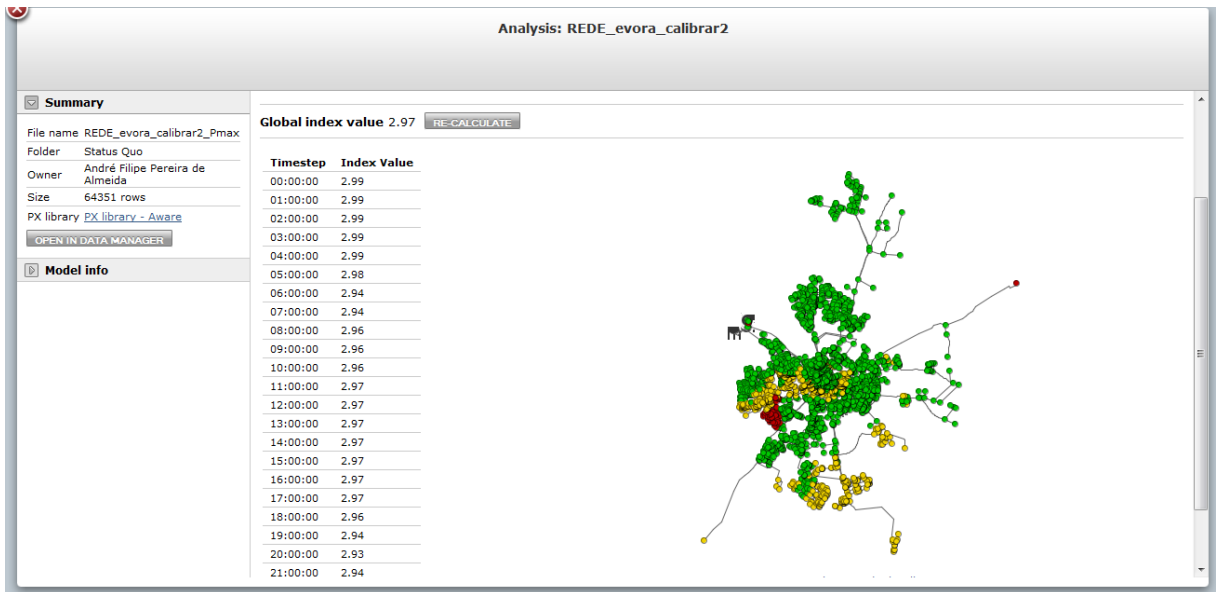 Analysis: REDE_evora_calibrar2
Summary
File name REDE_evora_calibrar2_Pmax
Folder Status Quo
Owner André Filipe Pereira de
Almeida
Size 64351 rows
PX library PX library - Aware
OPEN IN DATA MANAGER
Model info
Global index value 2.97 RE-CALCULATE
Timestep Index Value
00:00:00 2.99
01:00:00 2.99
02:00:00 2.99
03:00:00 2.99
04:00:00 2.99
05:00:00 2.98
06:00:00 2.94
07:00:00 2.94
08:00:00 2.96
09:00:00 2.96
10:00:00 2.96
11:00:00 2.97
12:00:00 2.97
13:00:00 2.97
14:00:00 2.97
15:00:00 2.97
16:00:00 2.97
17:00:00 2.97
18:00:00 2.96
19:00:00 2.94
20:00:00 2.93
21:00:00 2.94